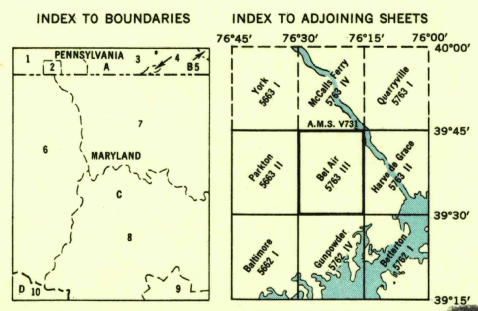 INDEX TO BOUNDARIES
PENNSYLVANIA
1
2
A
3
4
B 5
6
7
MARYLAND
C
8
D 10
9
INDEX TO ADJOINING SHEETS
76°45'
76°30'
76°15'
76°00'
40°00'
York
5663 I
McCalls Ferry
5763 IV
Quarryville
5763 I
A.M.S. V731
39°45'
Parkton
5663 II
Bel Air
5763 III
Havre de Grace
5763 II
39°30'
Baltimore
5662 I
Gunpowder
5762 IV
Betterton
5762 I
39°15'